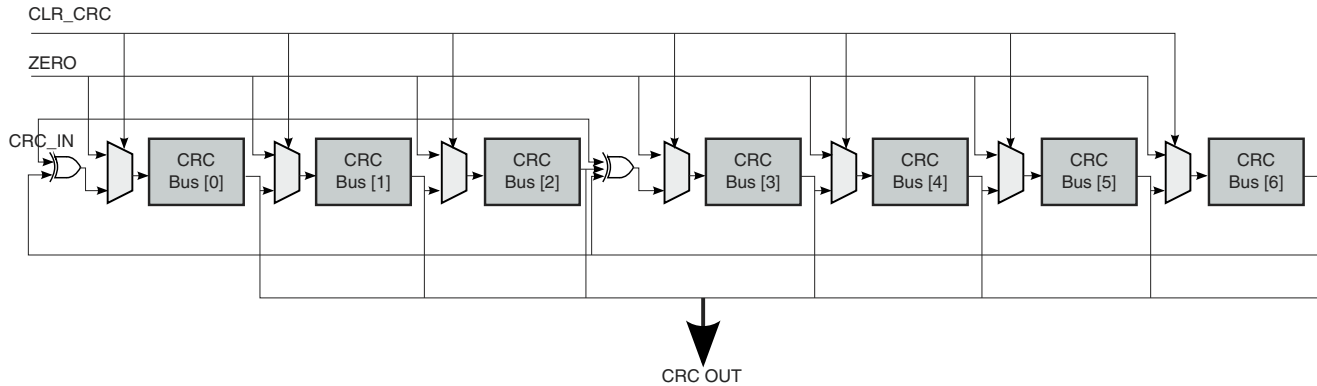 CLR_CRC
ZERO
CRC_IN
CRC
Bus [0]
CRC
Bus [1]
CRC
Bus [2]
CRC
Bus [3]
CRC
Bus [4]
CRC
Bus [5]
CRC
Bus [6]
CRC OUT